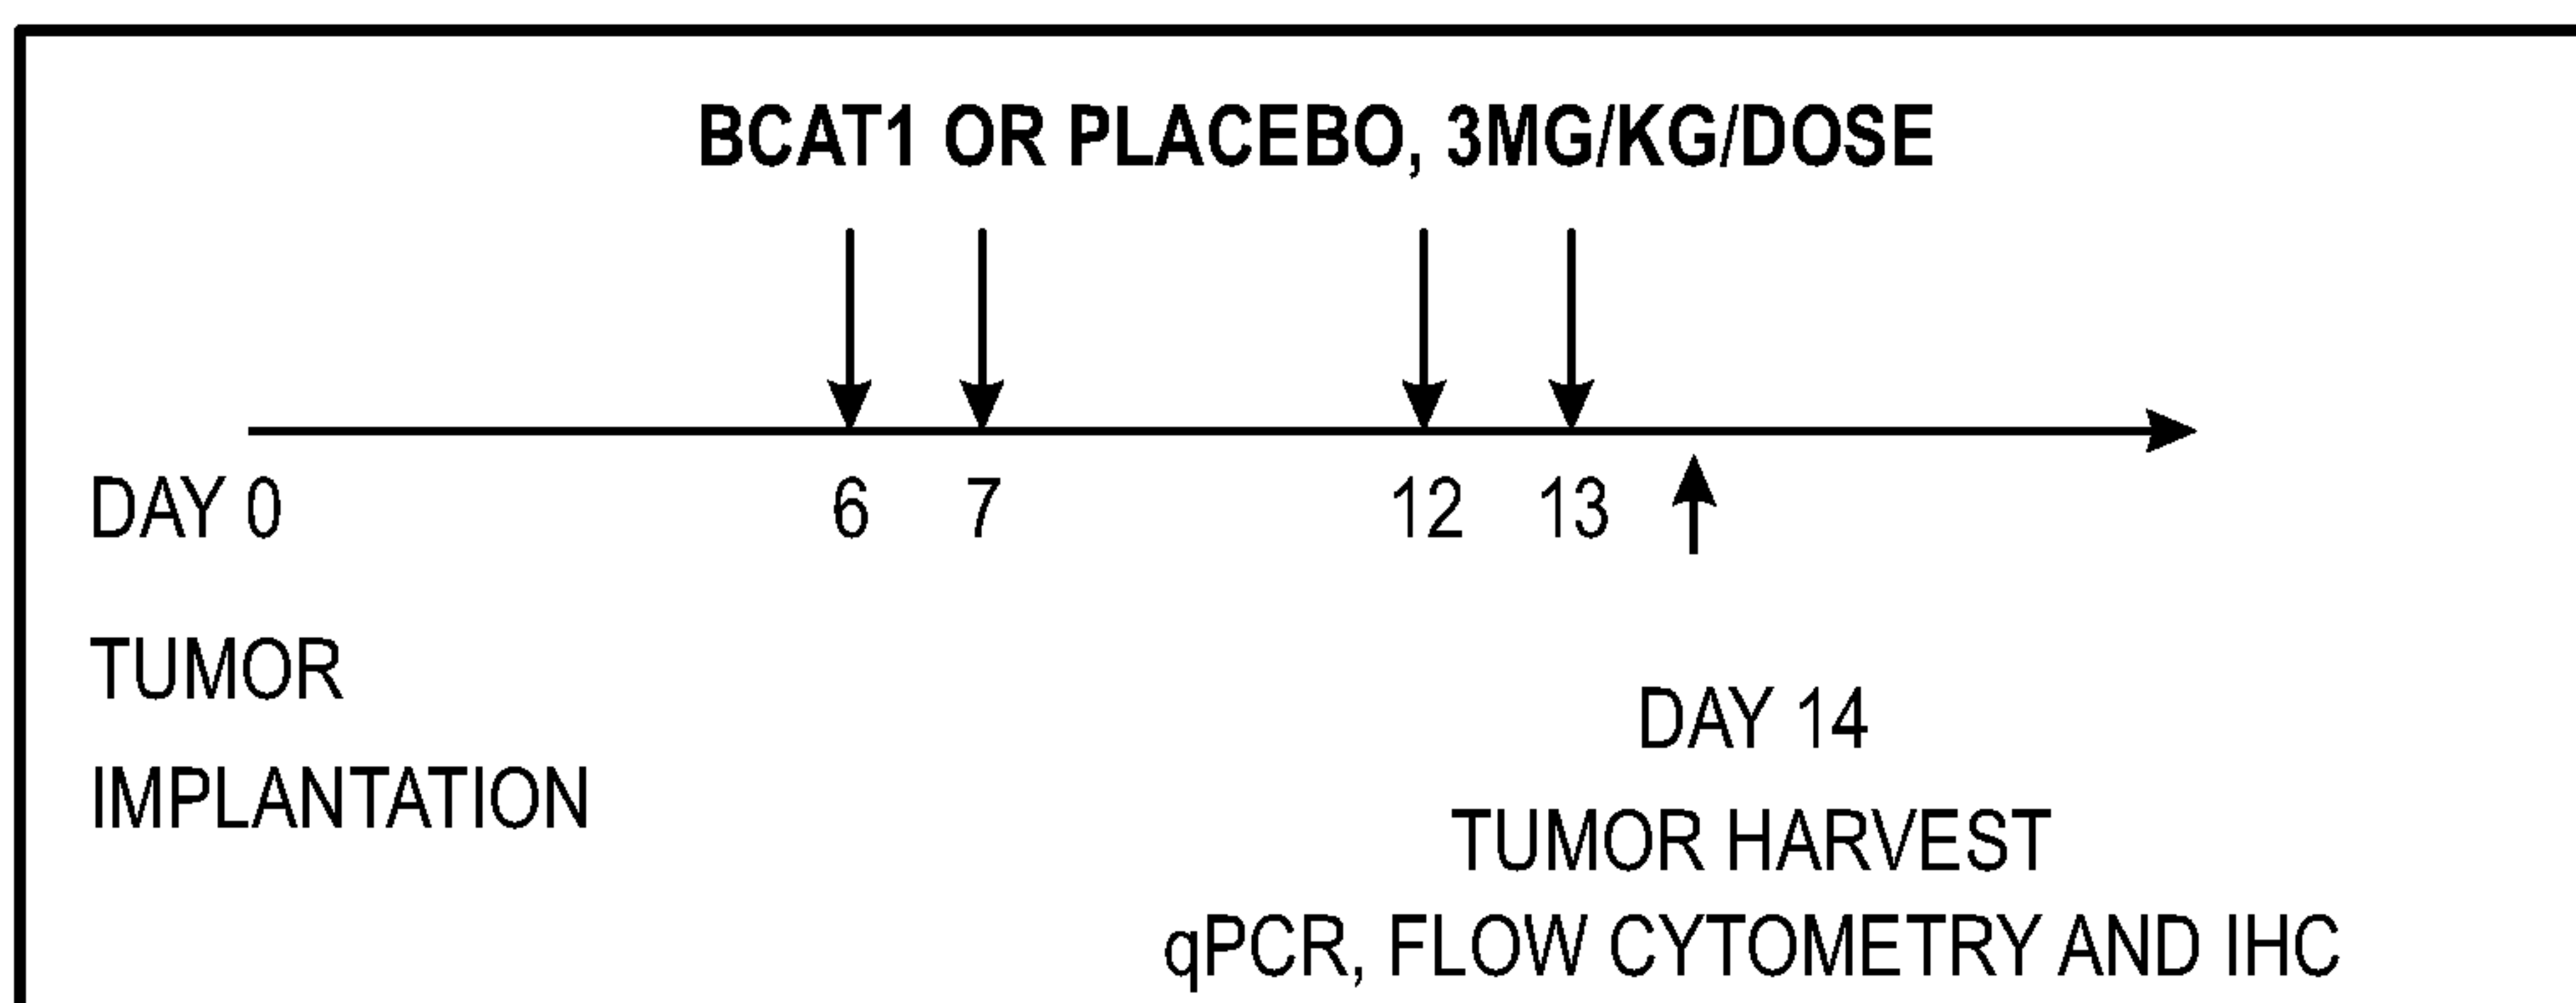 BCAT1 OR PLACEBO, 3MG/KG/DOSE
DAY 0 6 7 12 13
TUMOR
IMPLANTATION
DAY 14
TUMOR HARVEST
qPCR, FLOW CYTOMETRY AND IHC